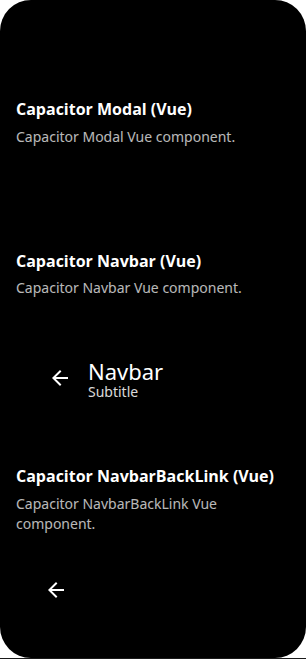 Capacitor Modal (Vue)
Capacitor Modal Vue component.
Capacitor Navbar (Vue)
Capacitor Navbar Vue component.
Navbar
Subtitle
Capacitor NavbarBackLink (Vue)
Capacitor NavbarBackLink Vue
component.